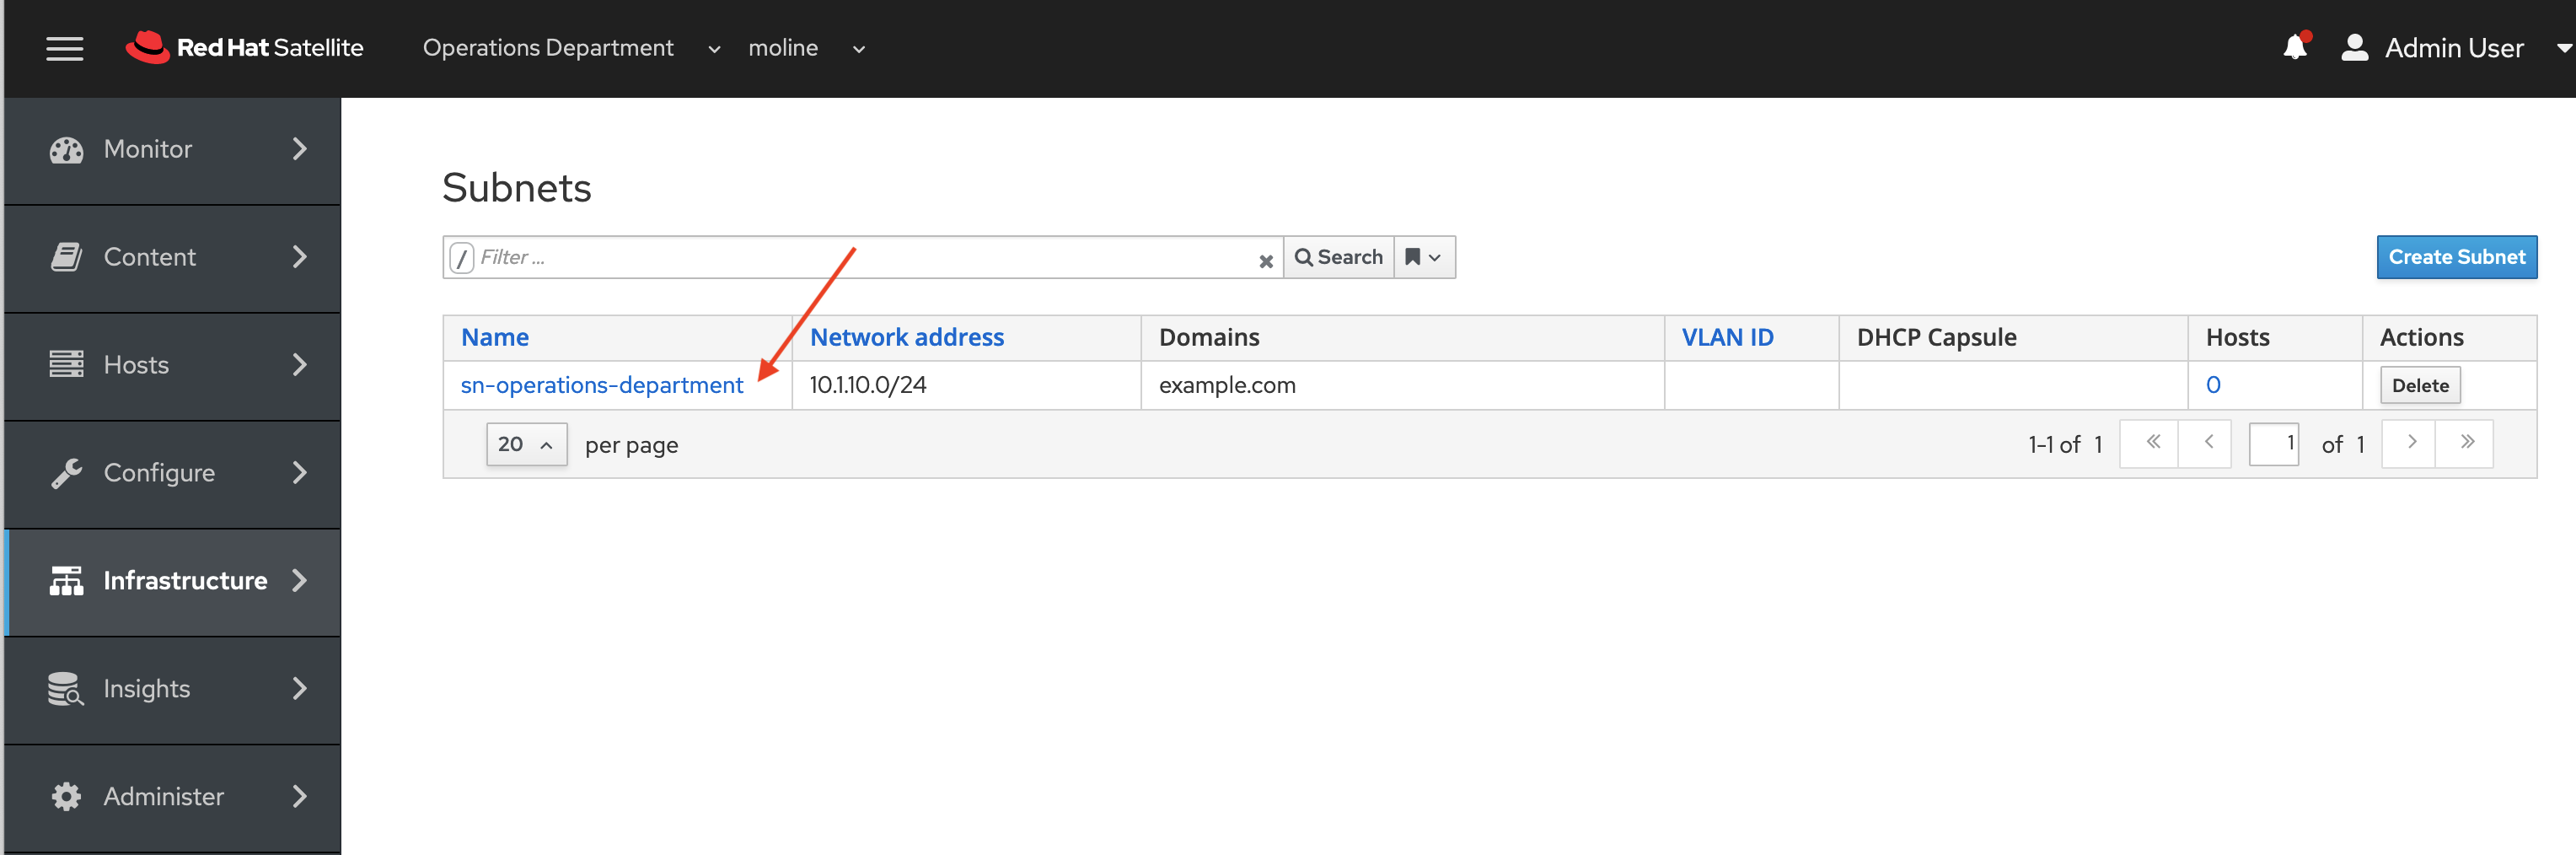 Red Hat Satellite
Operations Department
moline
Admin User
Monitor
Content
Hosts
Configure
Infrastructure
Insights
Administer
Subnets
/ Filter ...
Search
Create Subnet
Name Network address Domains VLAN ID DHCP Capsule Hosts Actions
sn-operations-department 10.1.10.0/24 example.com 0 Delete
20 per page
1-1 of 1 « < 1 of 1 > »